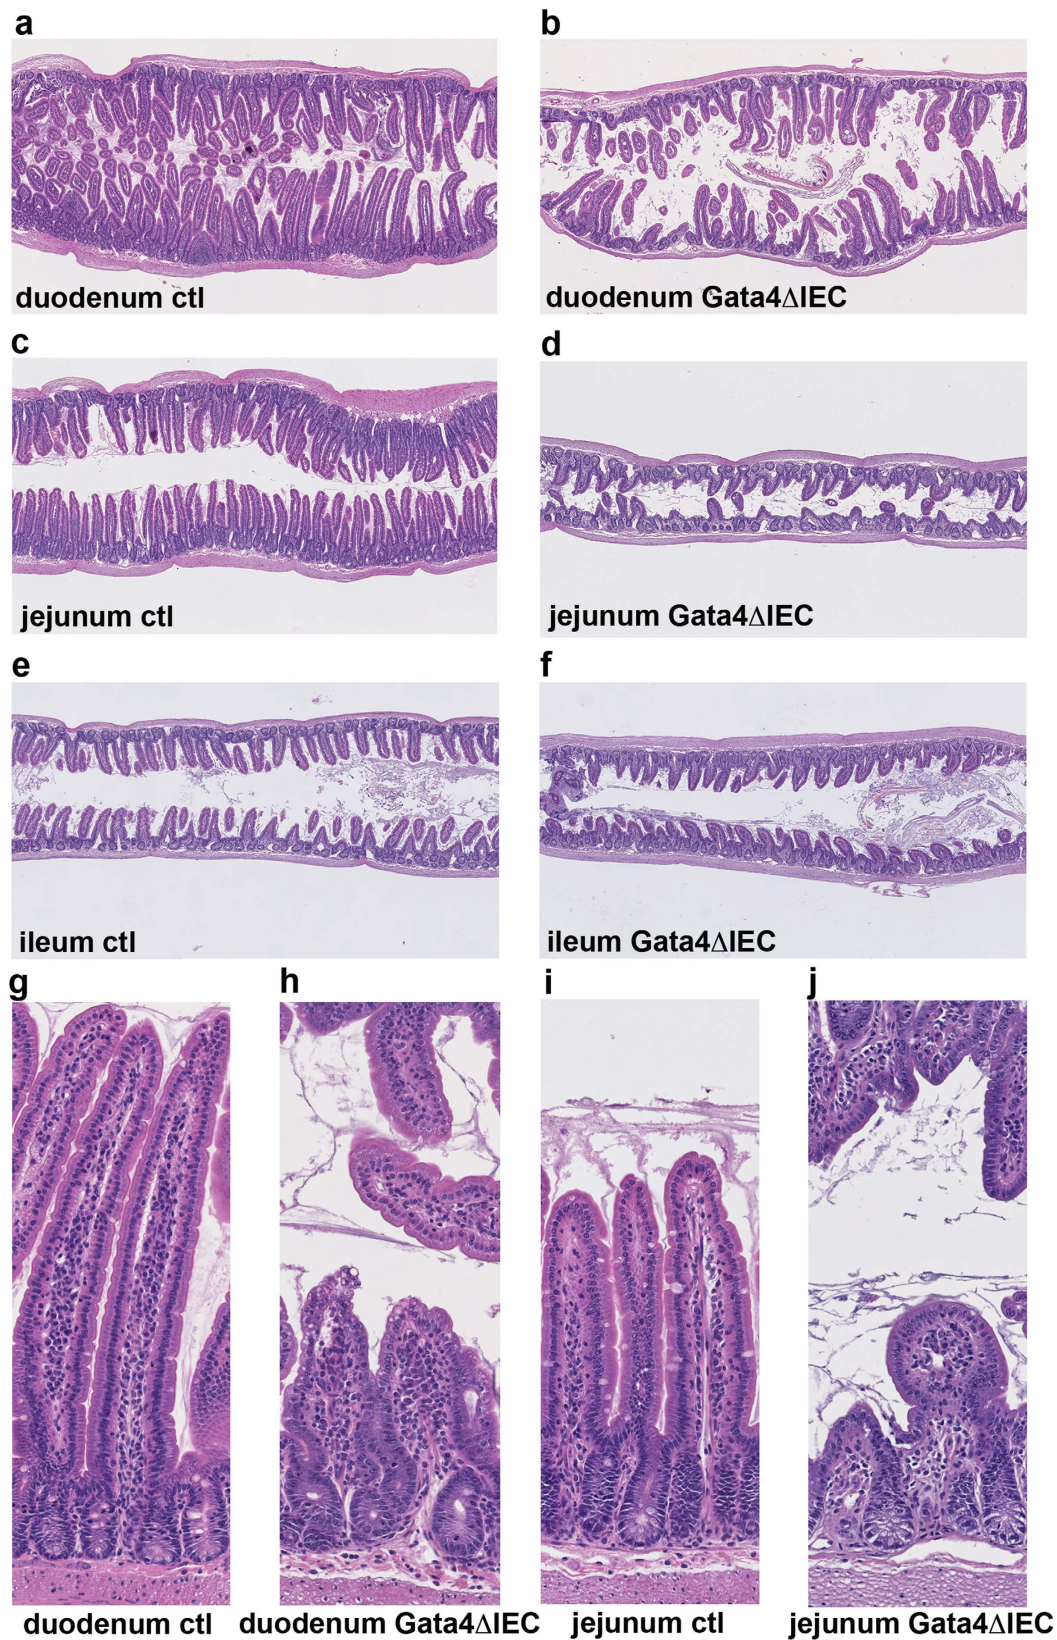 a
b
duodenum ctl
duodenum Gata4ΔIEC
c
d
jejunum ctl
jejunum Gata4ΔIEC
e
f
ileum ctl
ileum Gata4ΔIEC
g
h
i
j
duodenum ctl
duodenum Gata4ΔIEC
jejunum ctl
jejunum Gata4ΔIEC